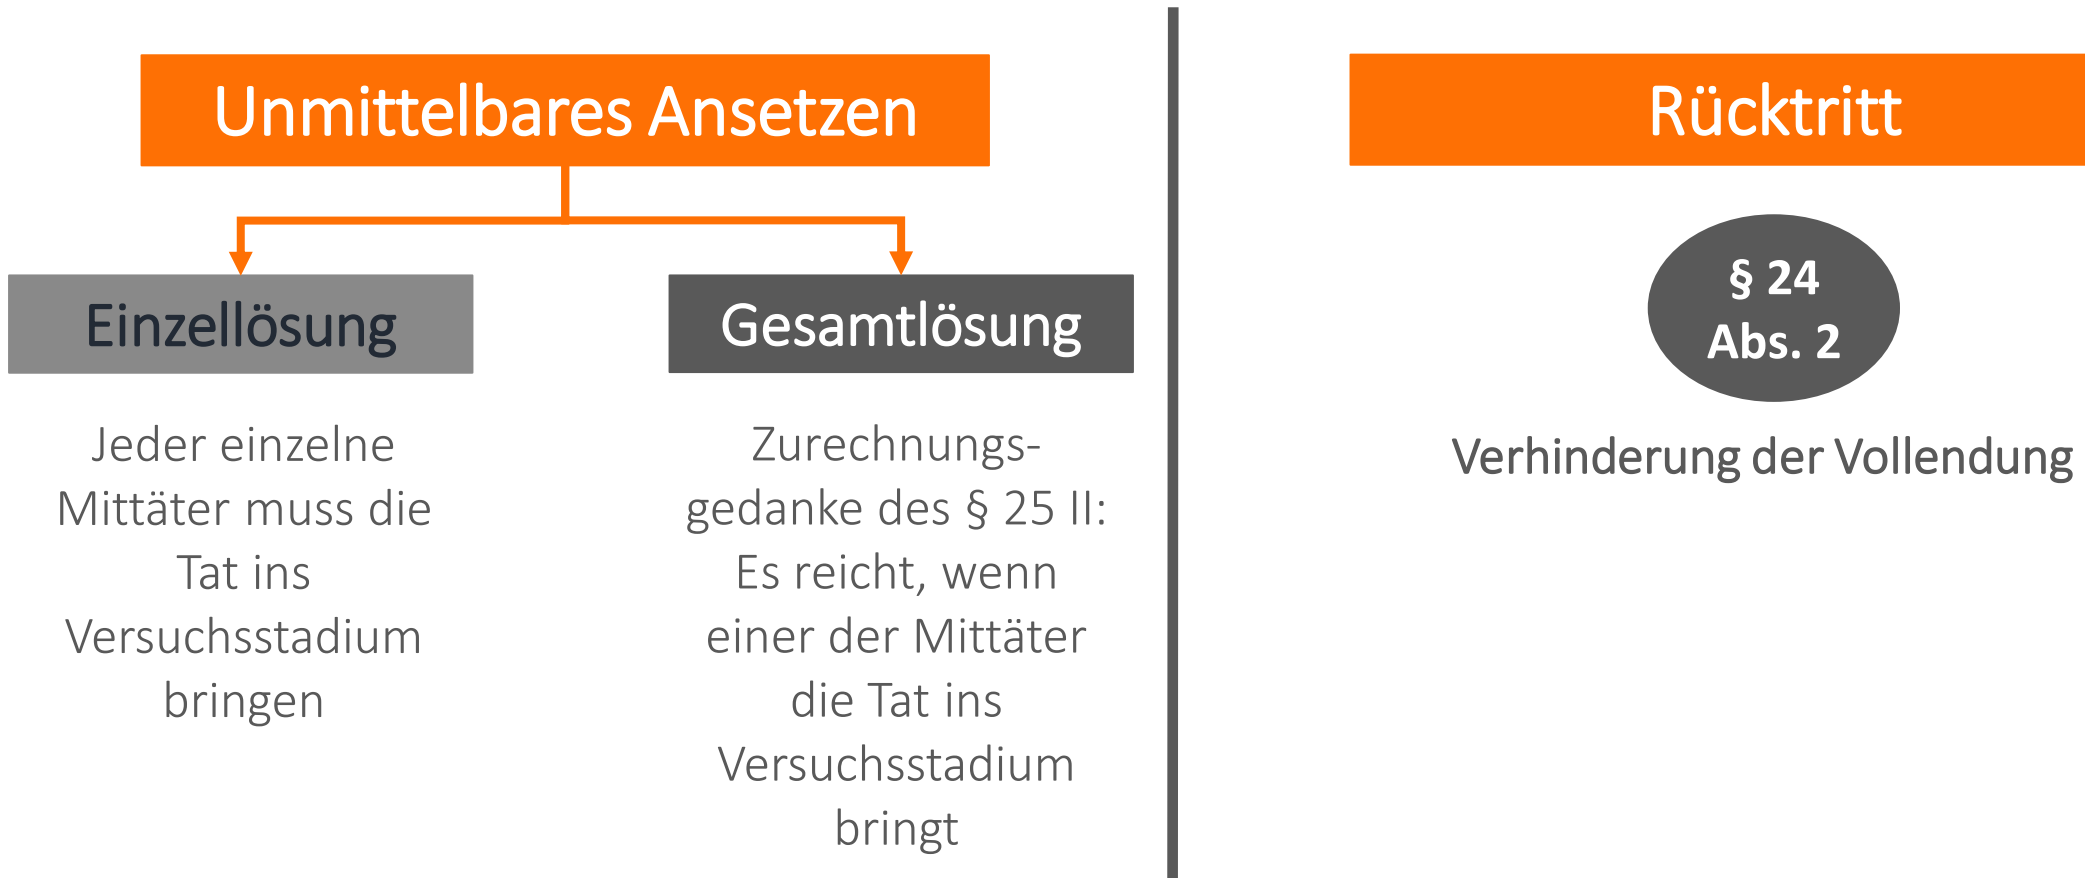 Unmittelbares Ansetzen
Einzellösung
Jeder einzelne
Mittäter muss die
Tat ins
Versuchsstadium
bringen
Gesamtlösung
Zurechnungs-
gedanke des § 25 II:
Es reicht, wenn
einer der Mittäter
die Tat ins
Versuchsstadium
bringt
Rücktritt
§ 24
Abs. 2
Verhinderung der Vollendung